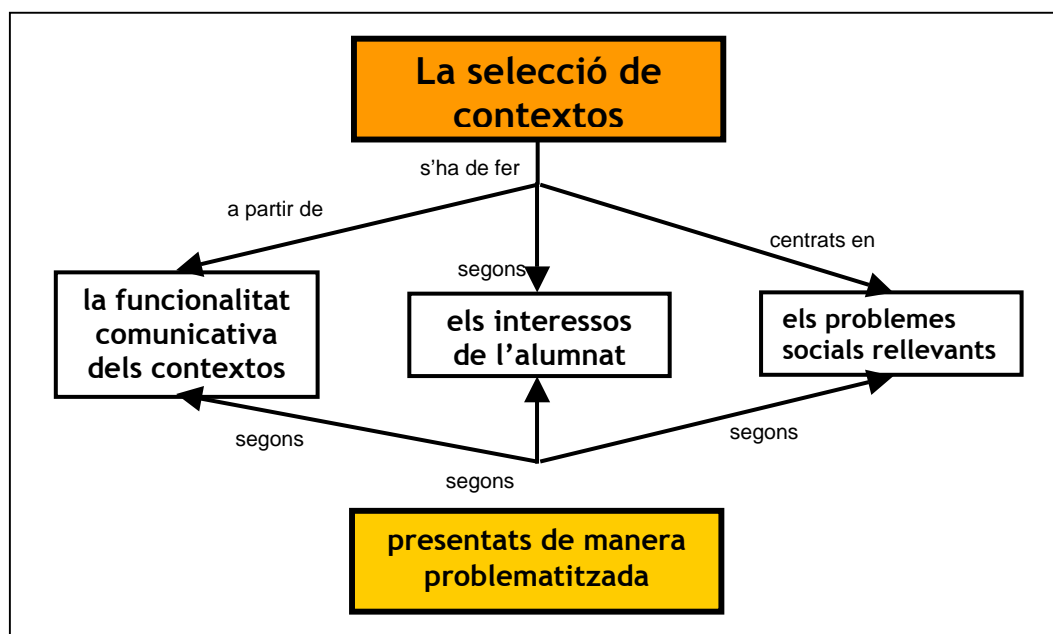 La selecció de
contextos
s'ha de fer
a partir de
centrats en
segons
la funcionalitat
comunicativa
dels contextos
els interessos
de l'alumnat
els problemes
socials rellevants
segons
segons
segons
presentats de manera
problematitzada